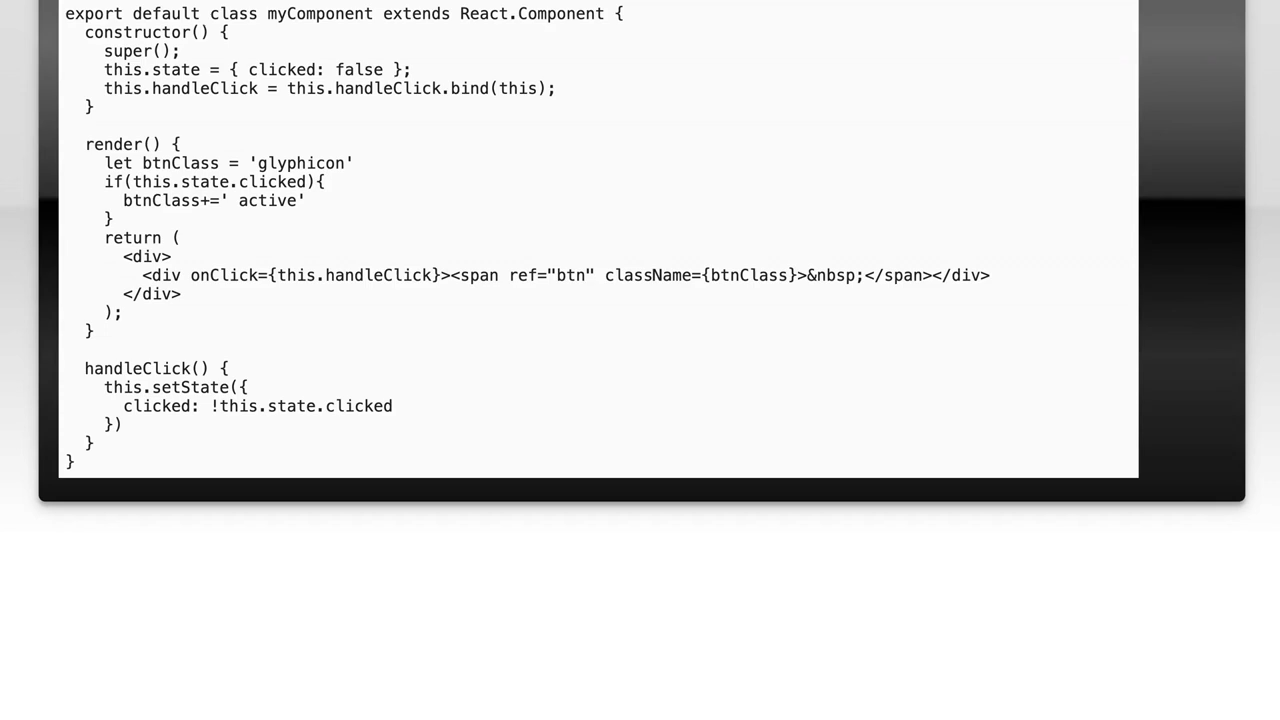 export default class myComponent extends React.Component {
constructor() {
super();
this.state = { clicked: false };
this.handleClick = this.handleClick.bind(this);
}
render() {
let btnClass = 'glyphicon'
if(this.state.clicked){
btnClass+=' active'
}
return (
<div>
<div onClick={this.handleClick}><span ref="btn" className={btnClass}>&nbsp;</span></div>
</div>
);
}
handleClick() {
this.setState({
clicked: !this.state.clicked
})
}
}